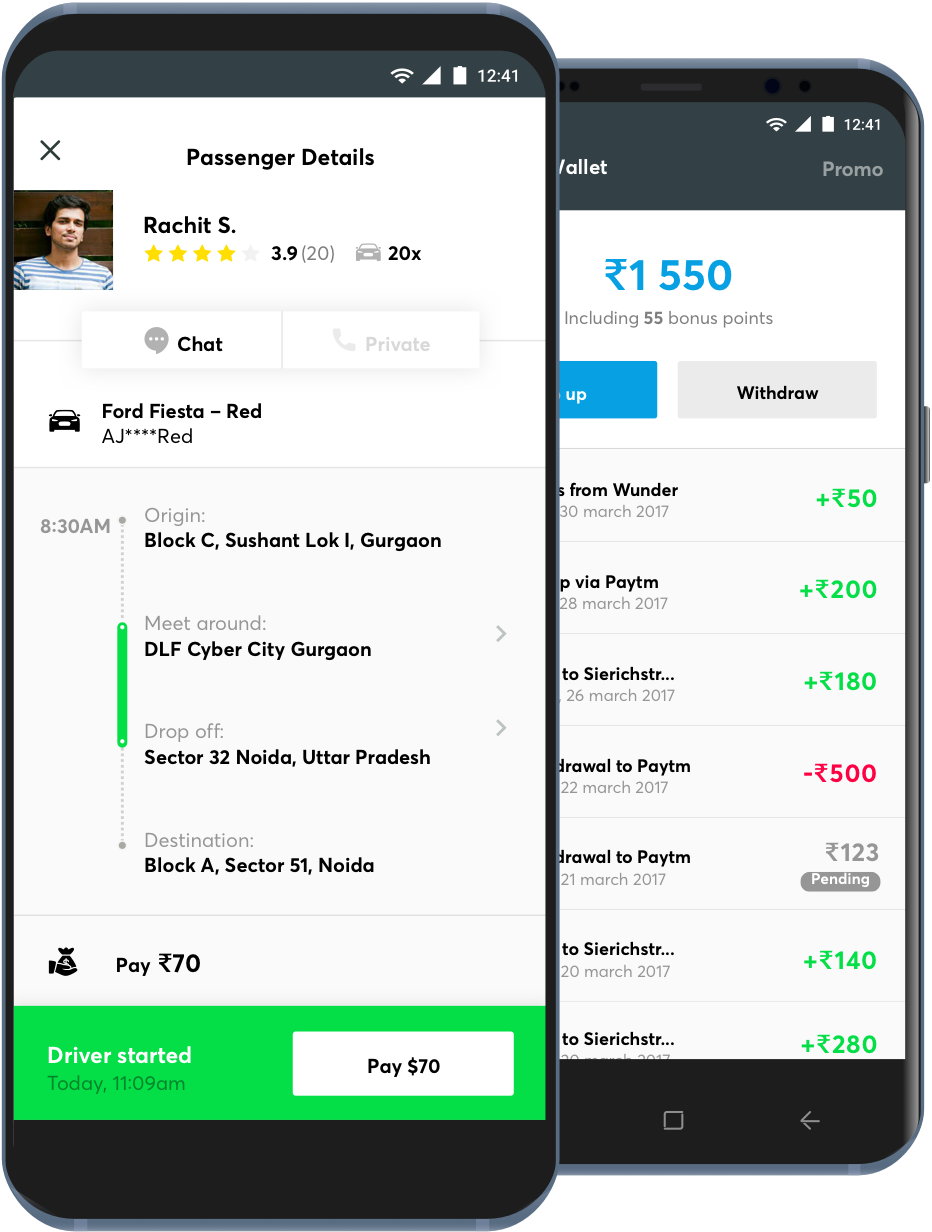 12:41
Passenger Details
Rachit S.
3.9 (20) 20x
Chat Private
Ford Fiesta – Red
AJ****Red
8:30AM
Origin:
Block C, Sushant Lok I, Gurgaon
Meet around:
DLF Cyber City Gurgaon
Drop off:
Sector 32 Noida, Uttar Pradesh
Destination:
Block A, Sector 51, Noida
Pay ₹70
Driver started
Today, 11:09am
Pay $70
12:41
Promo
₹1 550
Including 55 bonus points
up
Withdraw
from Wunder
30 march 2017
+₹50
via Paytm
28 march 2017
+₹200
to Sierichstr...
26 march 2017
+₹180
to Paytm
22 march 2017
-₹500
to Paytm
21 march 2017
₹123
Pending
to Sierichstr...
20 march 2017
+₹140
to Sierichstr...
+₹280